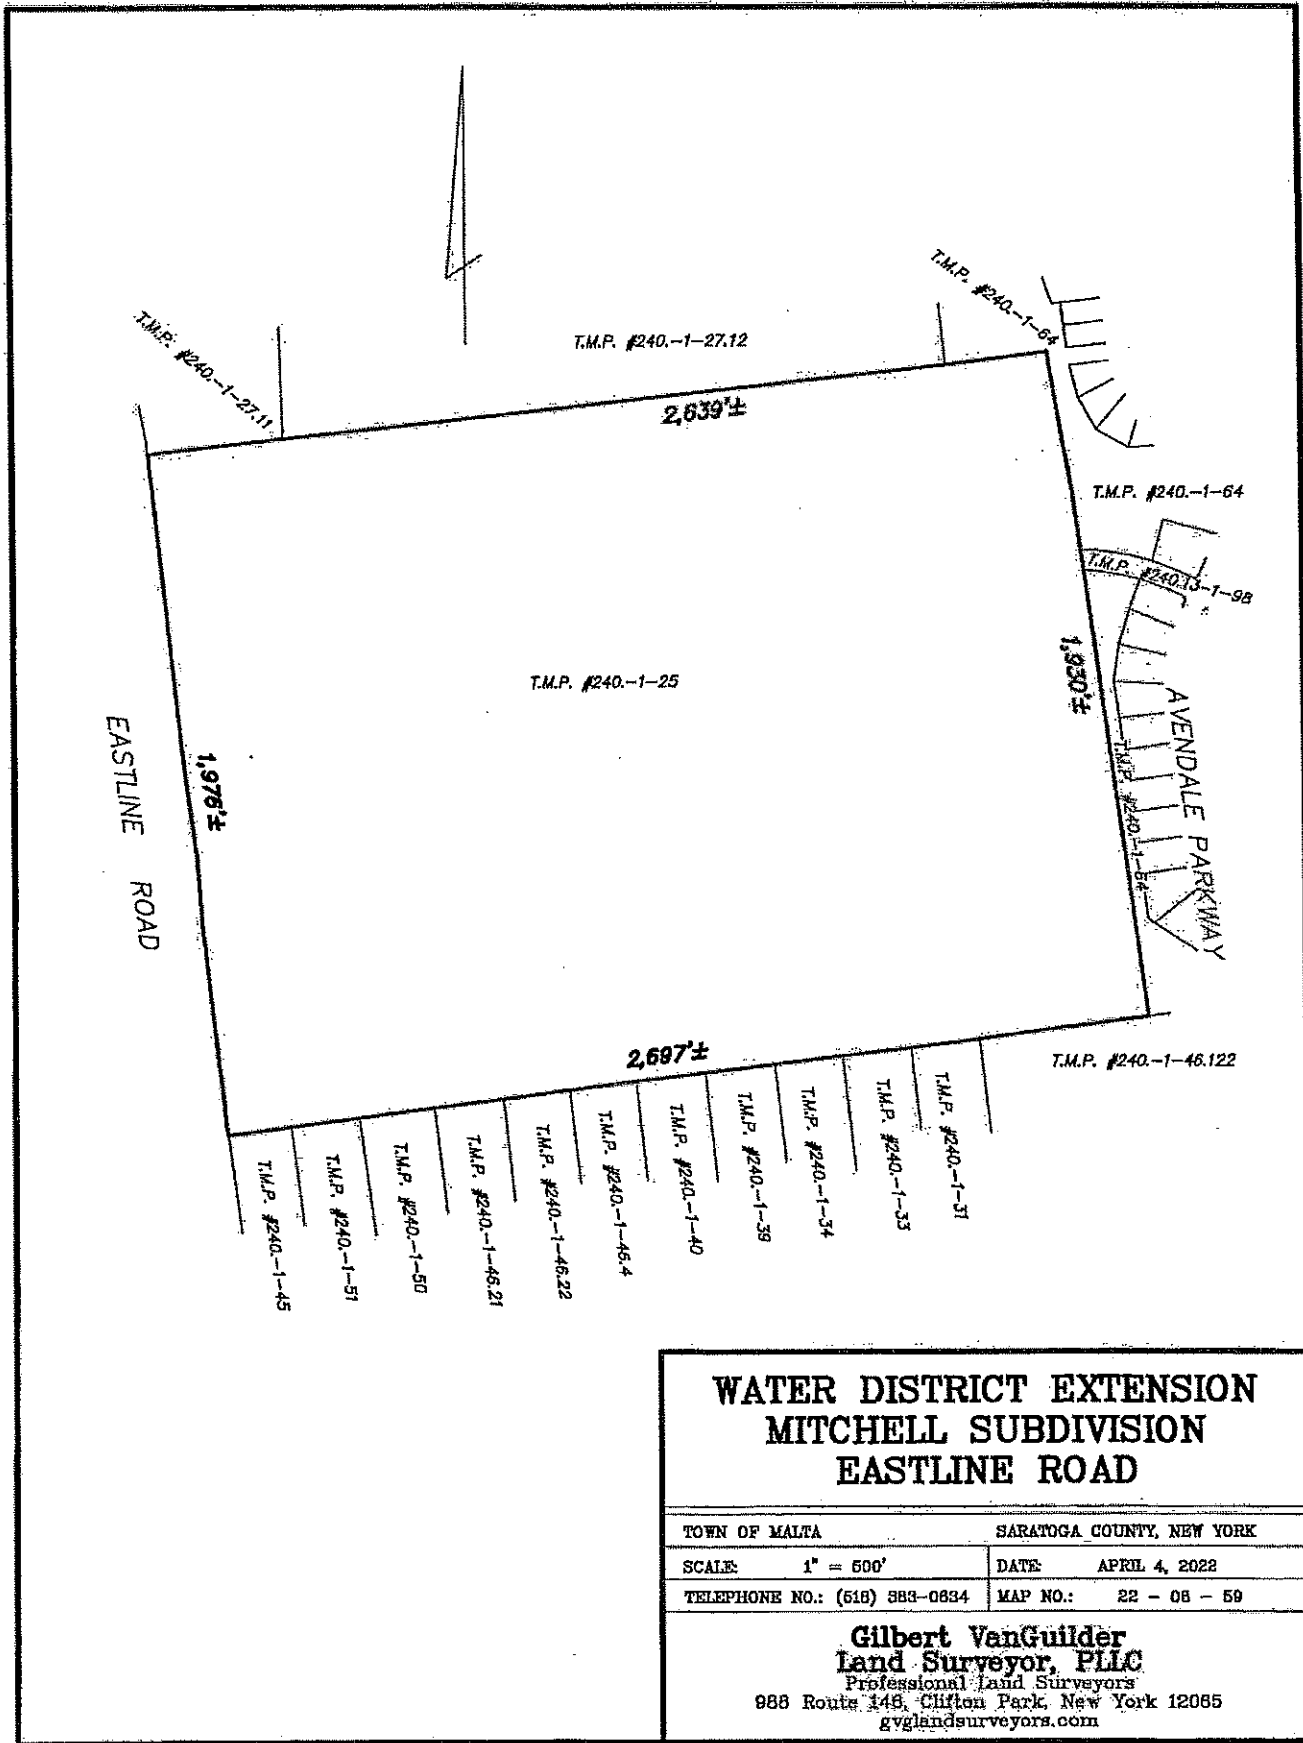 T.M.P. #240.-1-64
T.M.P. #240.-1-27.11
T.M.P. #240.-1-27.12
2,639'±
T.M.P. #240.-1-64
T.M.P. #240.13-1-98
1,930'±
T.M.P. #240.-1-25
AVENDALE PARKWAY
T.M.P. #240.-1-64
EASTLINE ROAD
1,976'±
2,697'±
T.M.P. #240.-1-46.122
T.M.P. #240.-1-45
T.M.P. #240.-1-51
T.M.P. #240.-1-50
T.M.P. #240.-1-46.21
T.M.P. #240.-1-46.22
T.M.P. #240.-1-46.4
T.M.P. #240.-1-40
T.M.P. #240.-1-39
T.M.P. #240.-1-34
T.M.P. #240.-1-33
T.M.P. #240.-1-31
WATER DISTRICT EXTENSION
MITCHELL SUBDIVISION
EASTLINE ROAD
TOWN OF MALTA SARATOGA COUNTY, NEW YORK
SCALE: 1" = 500' DATE: APRIL 4, 2022
TELEPHONE NO.: (518) 383-0634 MAP NO.: 22 - 08 - 59
Gilbert VanGuilder
Land Surveyor, PLLC
Professional Land Surveyors
988 Route 146, Clifton Park, New York 12065
gvglandsurveyors.com